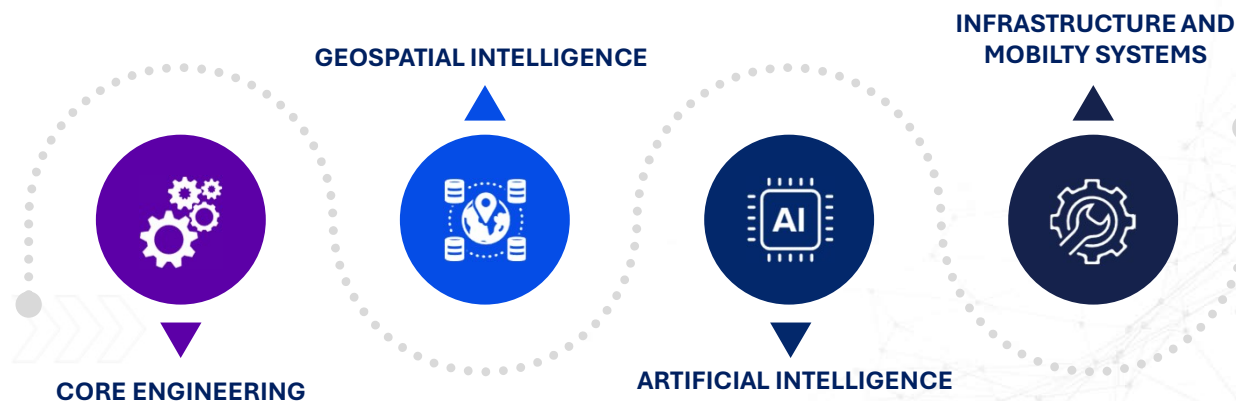 INFRASTRUCTURE AND
MOBILTY SYSTEMS
GEOSPATIAL INTELLIGENCE
AI
ARTIFICIAL INTELLIGENCE
CORE ENGINEERING